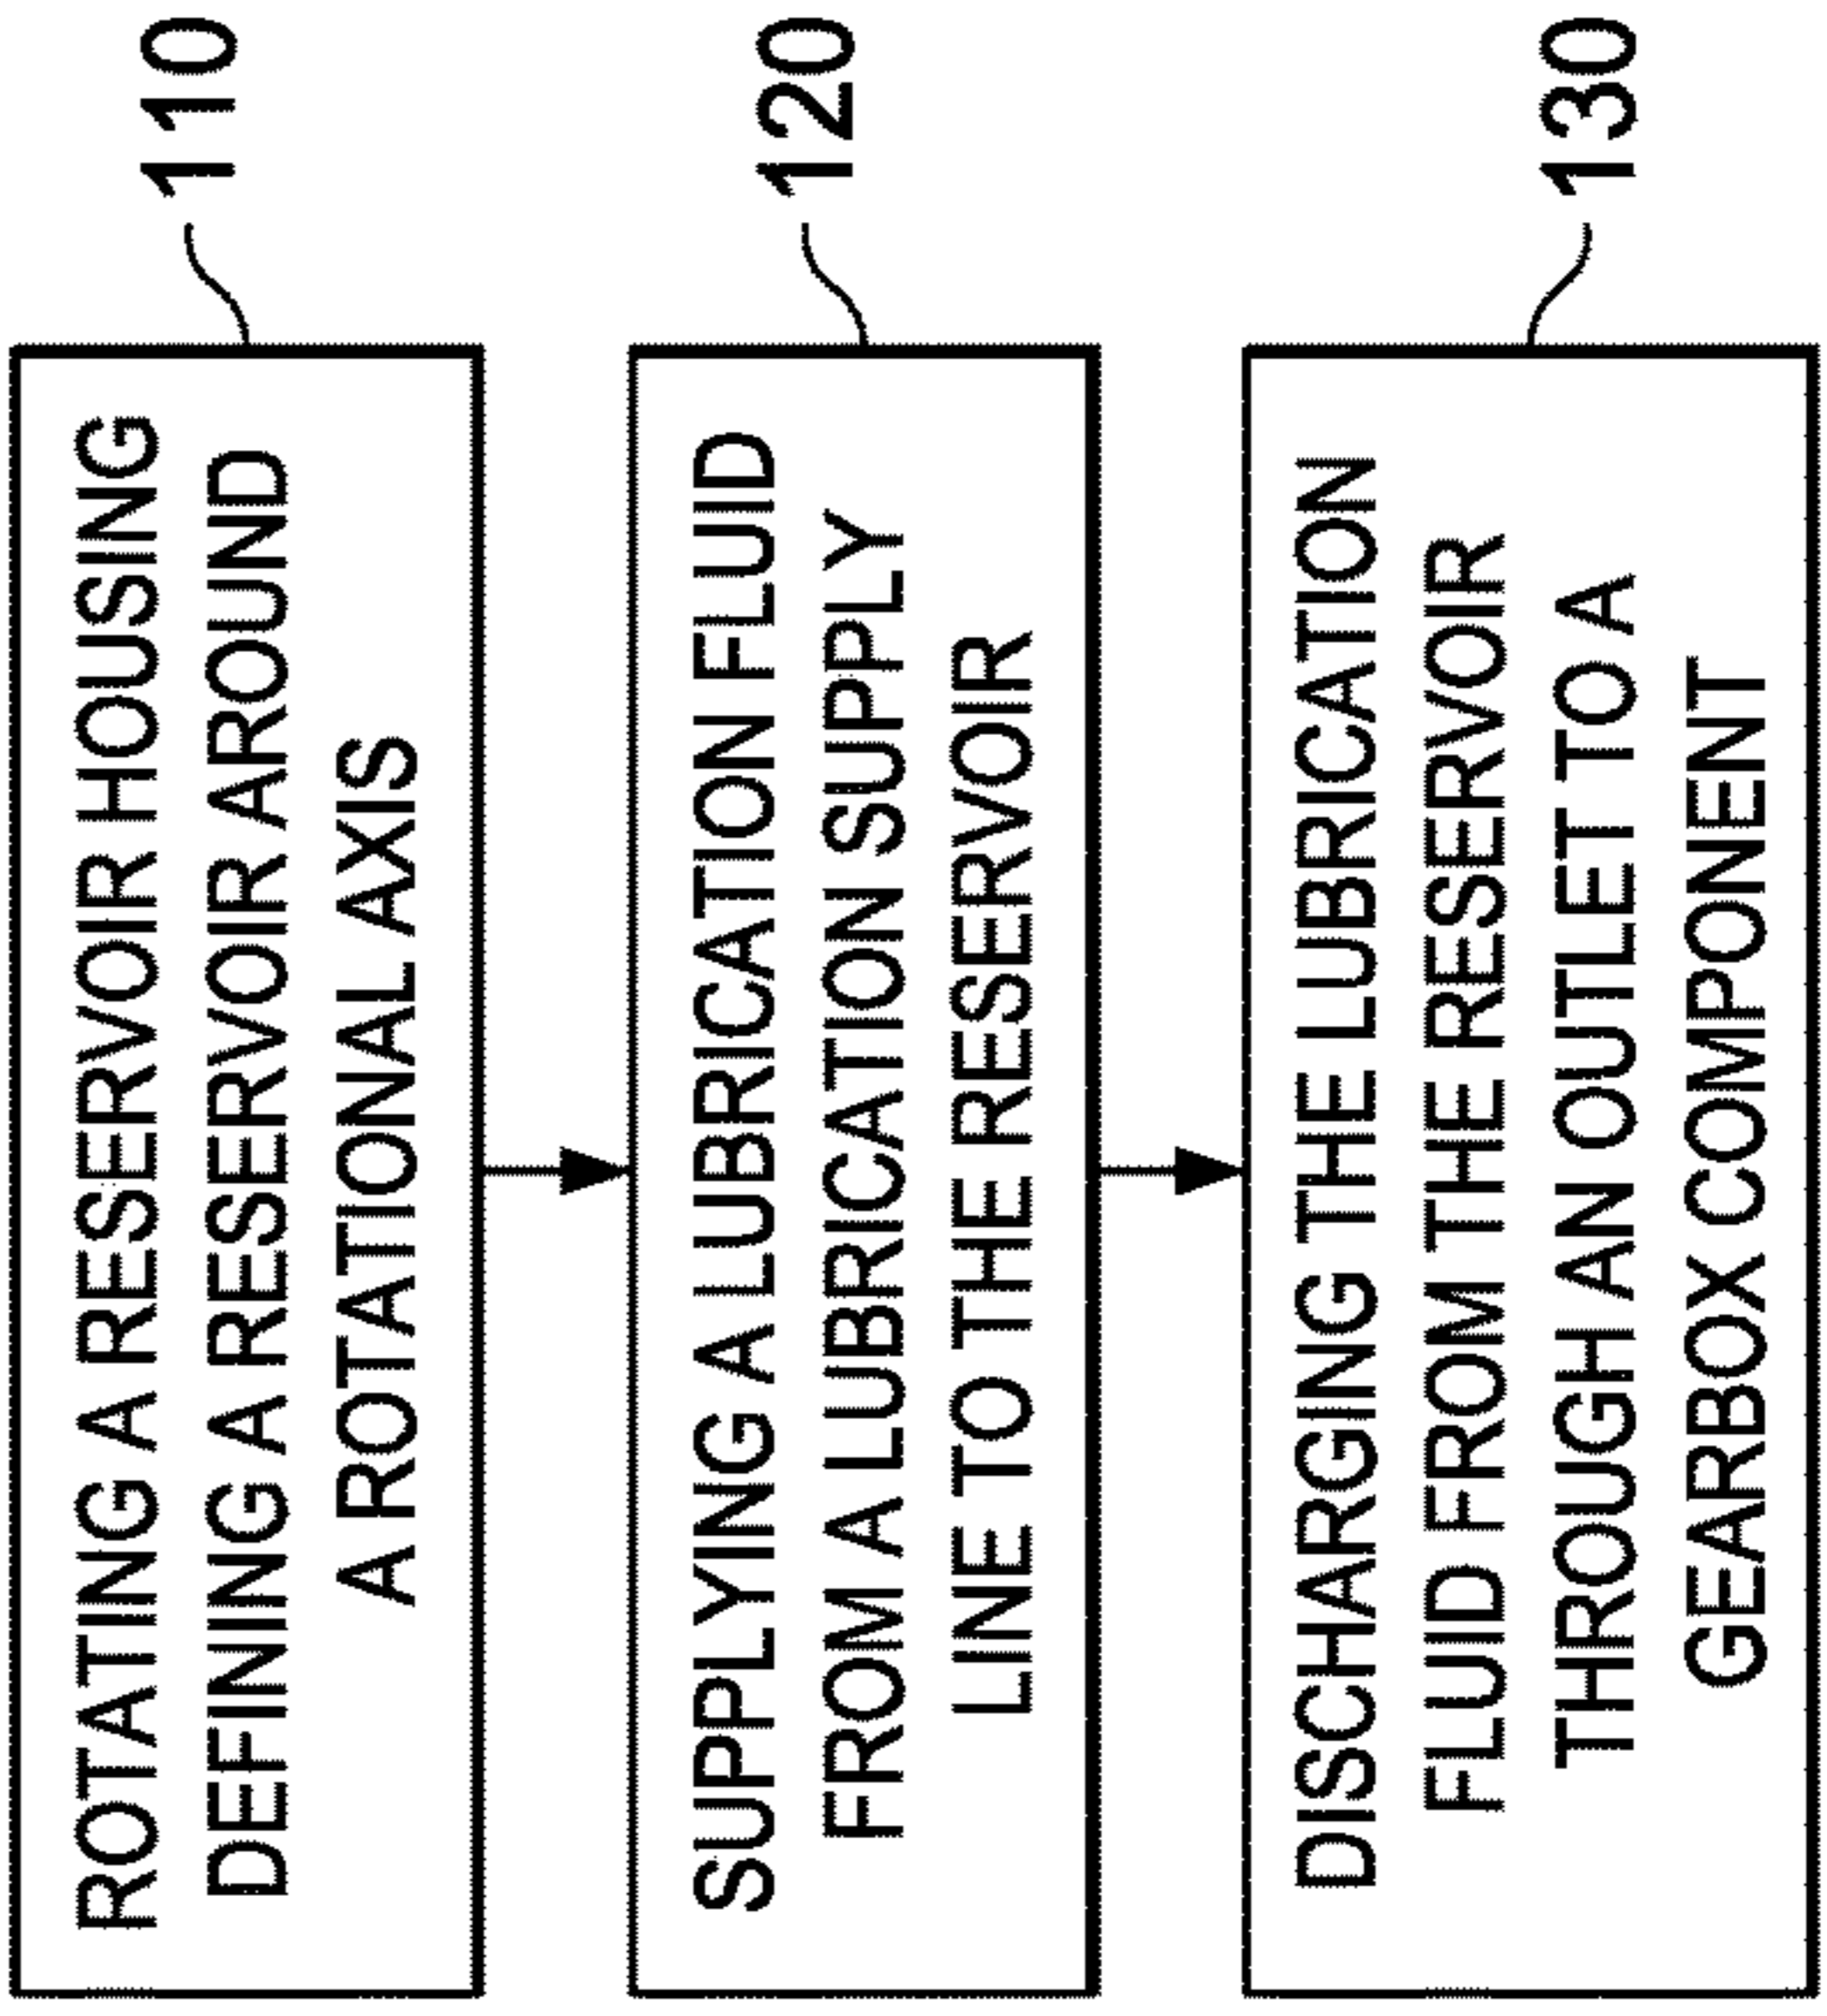 ROTATING A RESERVOIR HOUSING
DEFINING A RESERVOIR AROUND
A ROTATIONAL AXIS
110
SUPPLYING A LUBRICATION FLUID
FROM A LUBRICATION SUPPLY
LINE TO THE RESERVOIR
120
DISCHARGING THE LUBRICATION
FLUID FROM THE RESERVOIR
THROUGH AN OUTLET TO A
GEARBOX COMPONENT
130